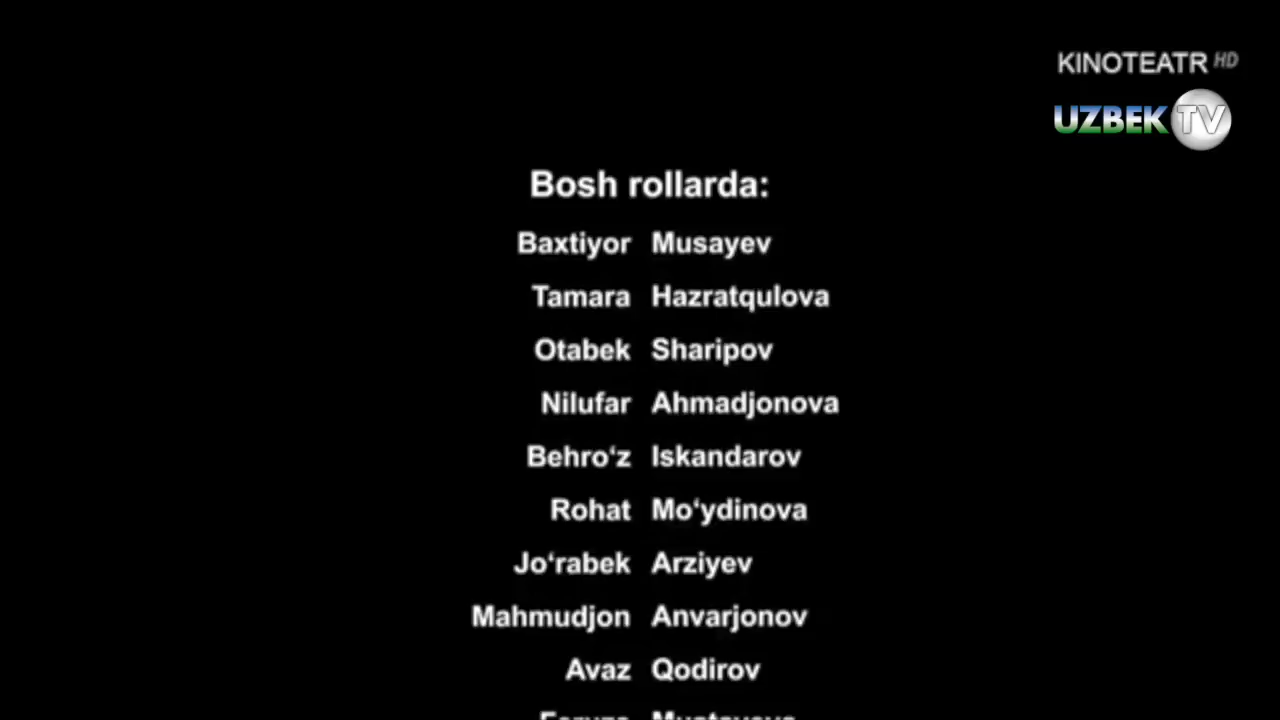 KINOTEATR HD
UZBEK TV
Bosh rollarda:
Baxtiyor Musayev
Tamara Hazratqulova
Otabek Sharipov
Nilufar Ahmadjonova
Behro‘z Iskandarov
Rohat Mo‘ydinova
Jo‘rabek Arziyev
Mahmudjon Anvarjonov
Avaz Qodirov